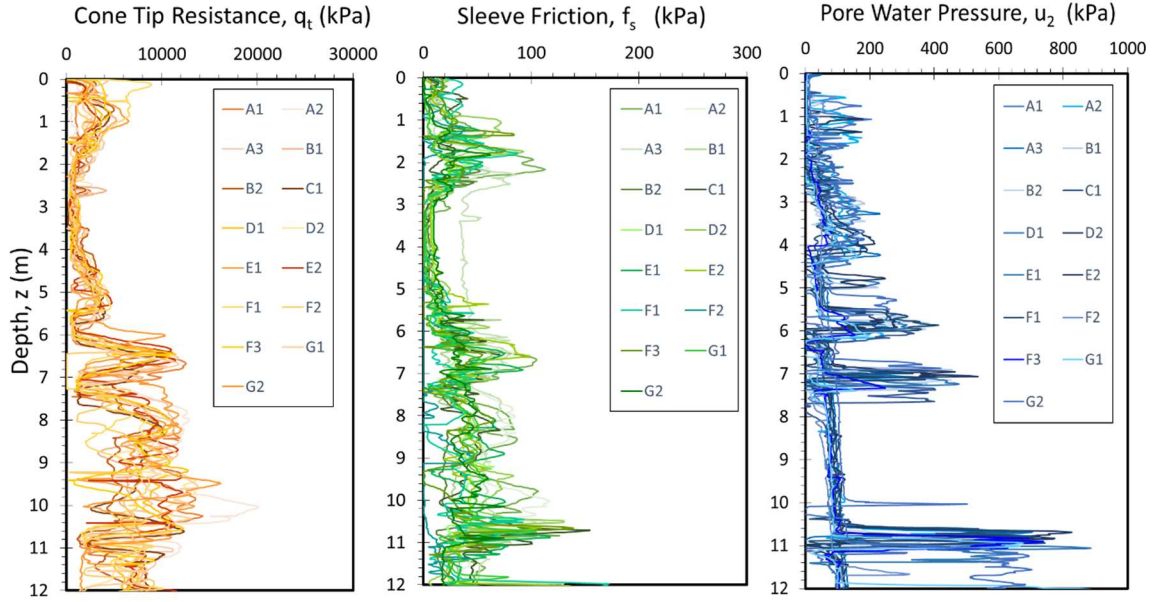 Cone Tip Resistance, qt (kPa)
0 10000 20000 30000
Depth, z (m)
0
1
2
3
4
5
6
7
8
9
10
11
12
A1 A2
A3 B1
B2 C1
D1 D2
E1 E2
F1 F2
F3 G1
G2
Sleeve Friction, fs (kPa)
0 100 200 300
0
1
2
3
4
5
6
7
8
9
10
11
12
A1 A2
A3 B1
B2 C1
D1 D2
E1 E2
F1 F2
F3 G1
G2
Pore Water Pressure, u2 (kPa)
0 200 400 600 800 1000
0
1
2
3
4
5
6
7
8
9
10
11
12
A1 A2
A3 B1
B2 C1
D1 D2
E1 E2
F1 F2
F3 G1
G2